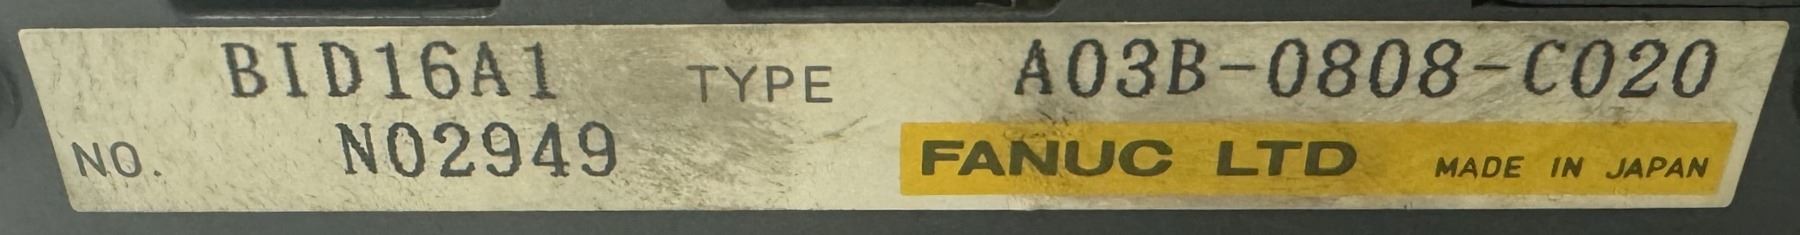 BID16A1 TYPE A03B-0808-C020
NO. N02949 FANUC LTD MADE IN JAPAN